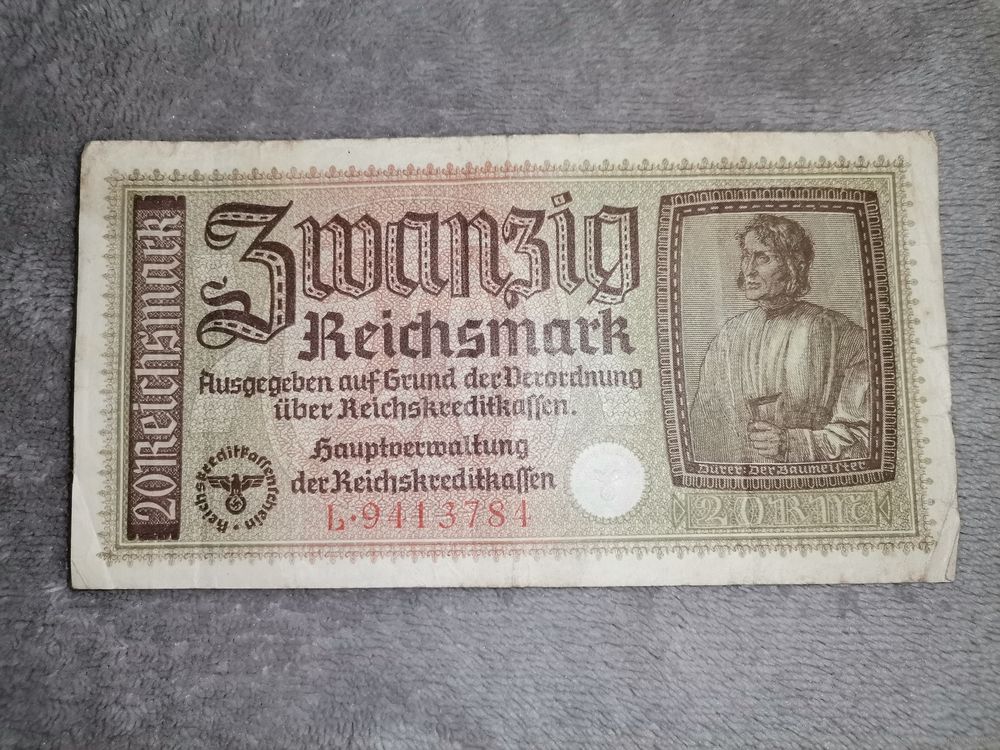 20 Reichsmark
Zwanzig
Reichsmark
Ausgegeben auf Grund der Verordnung
über Reichskreditkassen.
Hauptverwaltung
der Reichskreditkassen
L·9413784
Reichskreditkassenschein
Dürer: Der Baumeister
20 RM